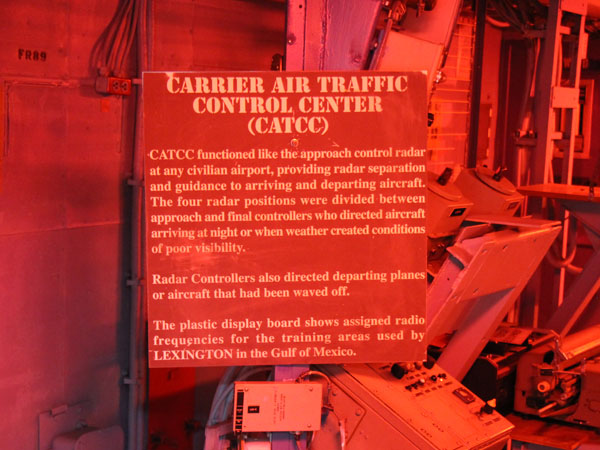 FR89
CARRIER AIR TRAFFIC
CONTROL CENTER
(CATCC)
CATCC functioned like the approach control radar
at any civilian airport, providing radar separation
and guidance to arriving and departing aircraft.
The four radar positions were divided between
approach and final controllers who directed aircraft
arriving at night or when weather created conditions
of poor visibility.
Radar Controllers also directed departing planes
or aircraft that had been waved off.
The plastic display board shows assigned radio
frequencies for the training areas used by
LEXINGTON in the Gulf of Mexico.